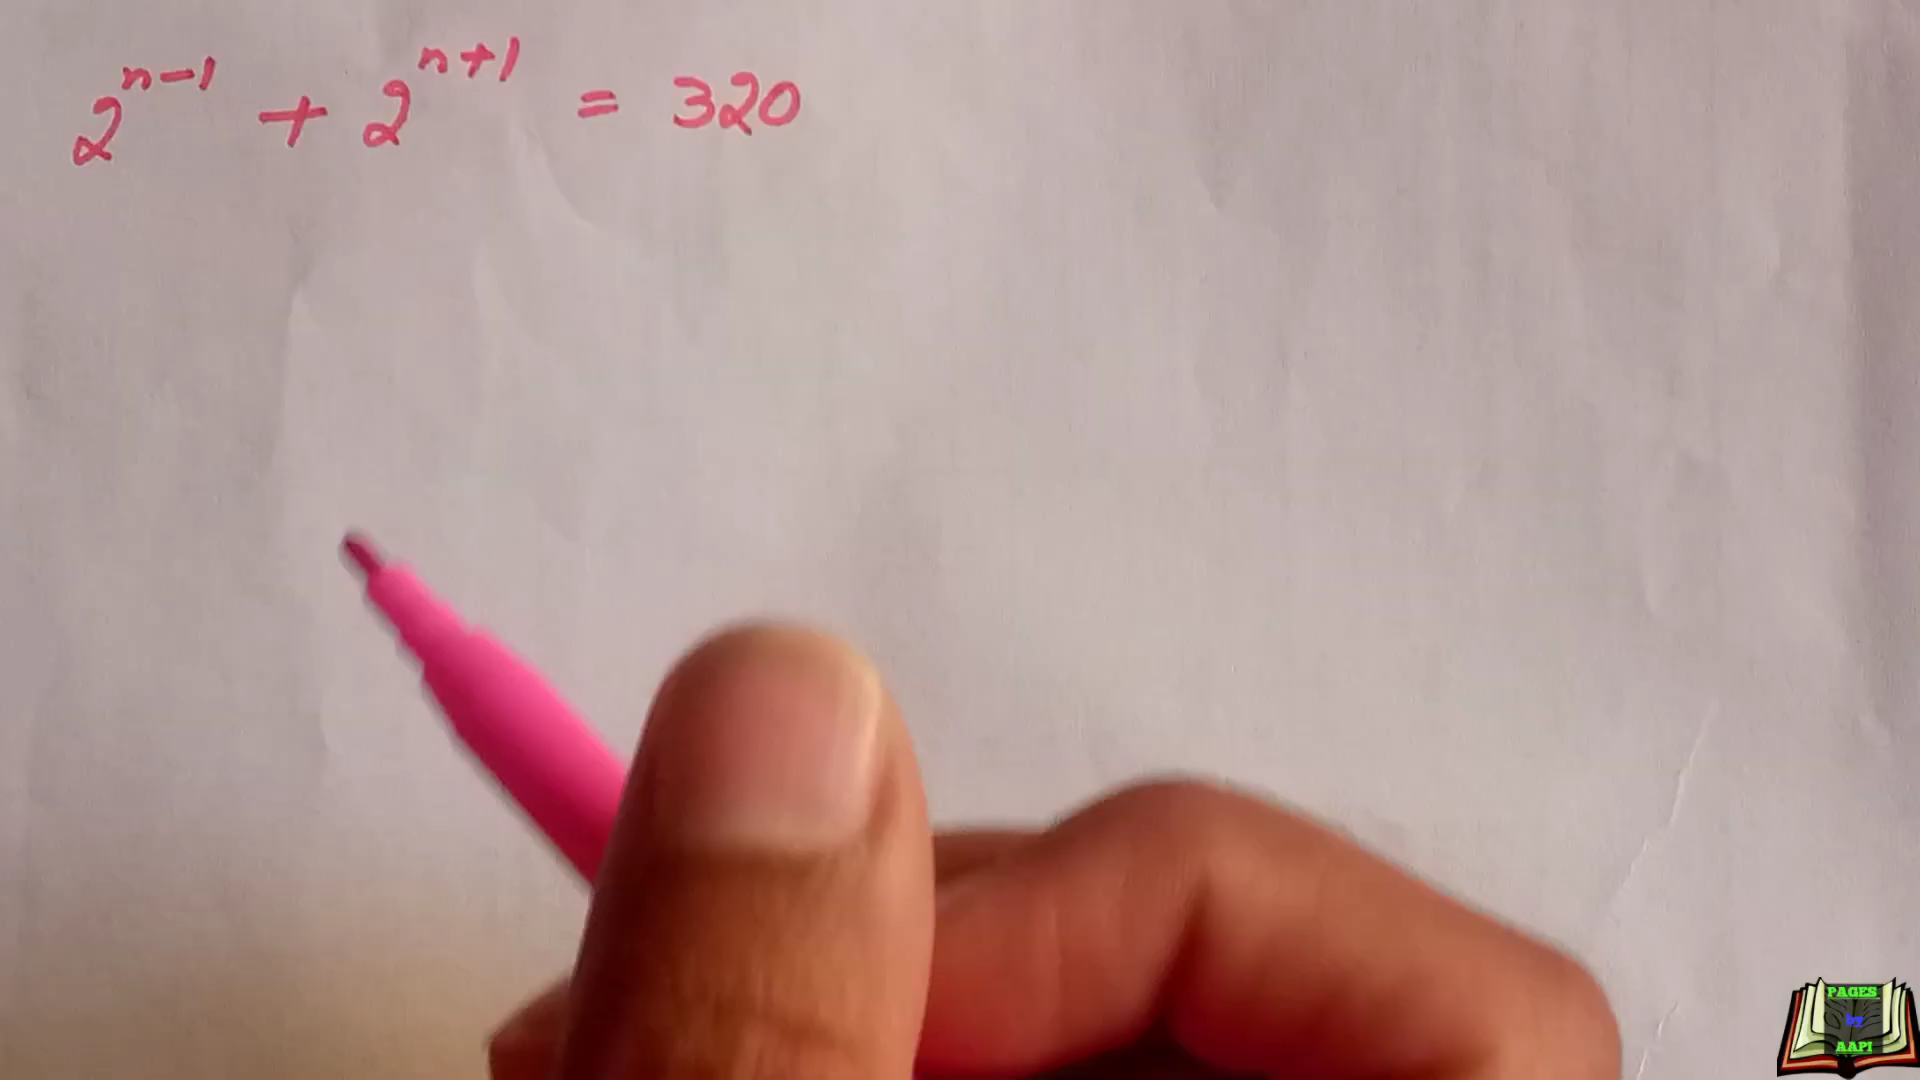 2^{n-1} + 2^{n+1} = 320
PAGES
by
AAPI